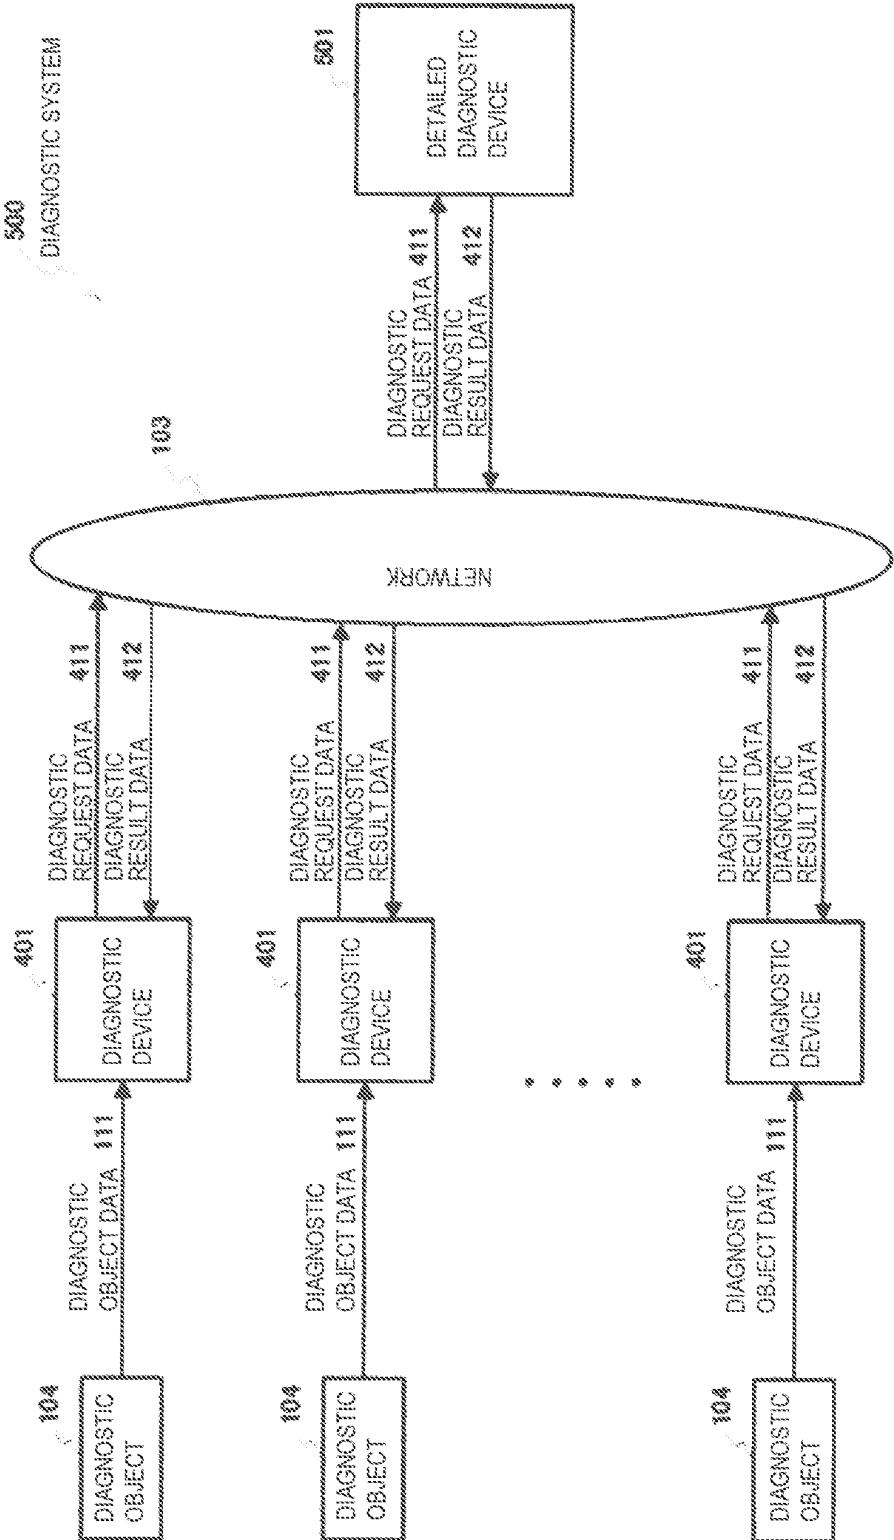 500
DIAGNOSTIC SYSTEM
104
DIAGNOSTIC
OBJECT
DIAGNOSTIC
OBJECT DATA 111
401
DIAGNOSTIC
DEVICE
DIAGNOSTIC
REQUEST DATA 411
DIAGNOSTIC
RESULT DATA 412
104
DIAGNOSTIC
OBJECT
DIAGNOSTIC
OBJECT DATA 111
401
DIAGNOSTIC
DEVICE
DIAGNOSTIC
REQUEST DATA 411
DIAGNOSTIC
RESULT DATA 412
104
DIAGNOSTIC
OBJECT
DIAGNOSTIC
OBJECT DATA 111
401
DIAGNOSTIC
DEVICE
DIAGNOSTIC
REQUEST DATA 411
DIAGNOSTIC
RESULT DATA 412
103
NETWORK
DIAGNOSTIC
REQUEST DATA 411
DIAGNOSTIC
RESULT DATA 412
501
DETAILED
DIAGNOSTIC
DEVICE